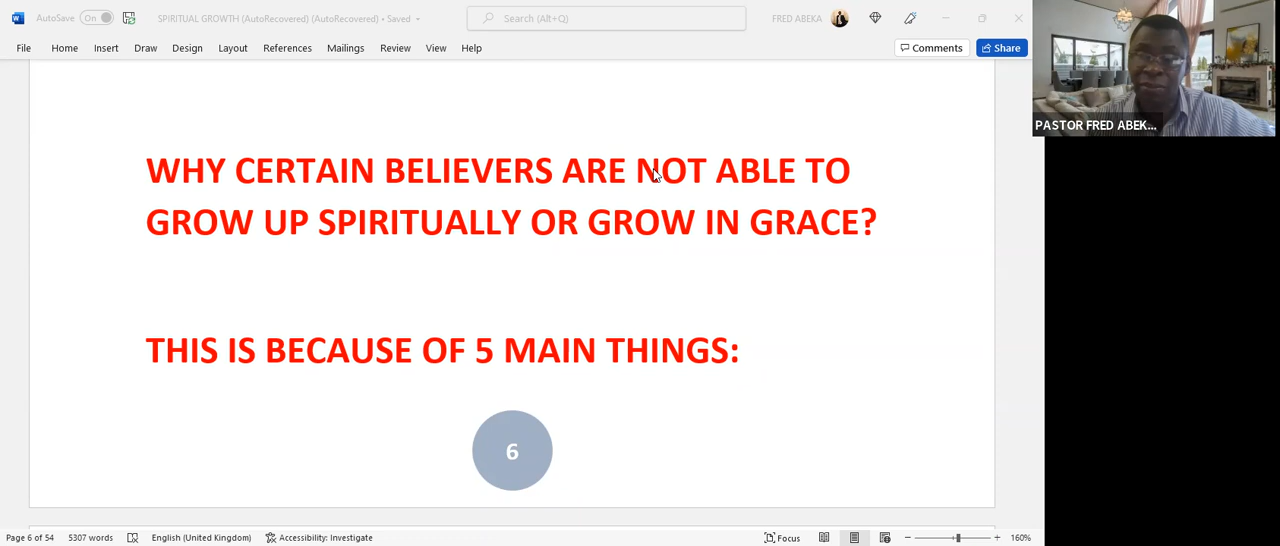 AutoSave On
SPIRITUAL GROWTH (AutoRecovered) (AutoRecovered) • Saved
Search (Alt+Q)
FRED ABEKA
File Home Insert Draw Design Layout References Mailings Review View Help
Comments Share
PASTOR FRED ABEK...
WHY CERTAIN BELIEVERS ARE NOT ABLE TO
GROW UP SPIRITUALLY OR GROW IN GRACE?
THIS IS BECAUSE OF 5 MAIN THINGS:
6
Page 6 of 54 5307 words English (United Kingdom) Accessibility: Investigate Focus 160%